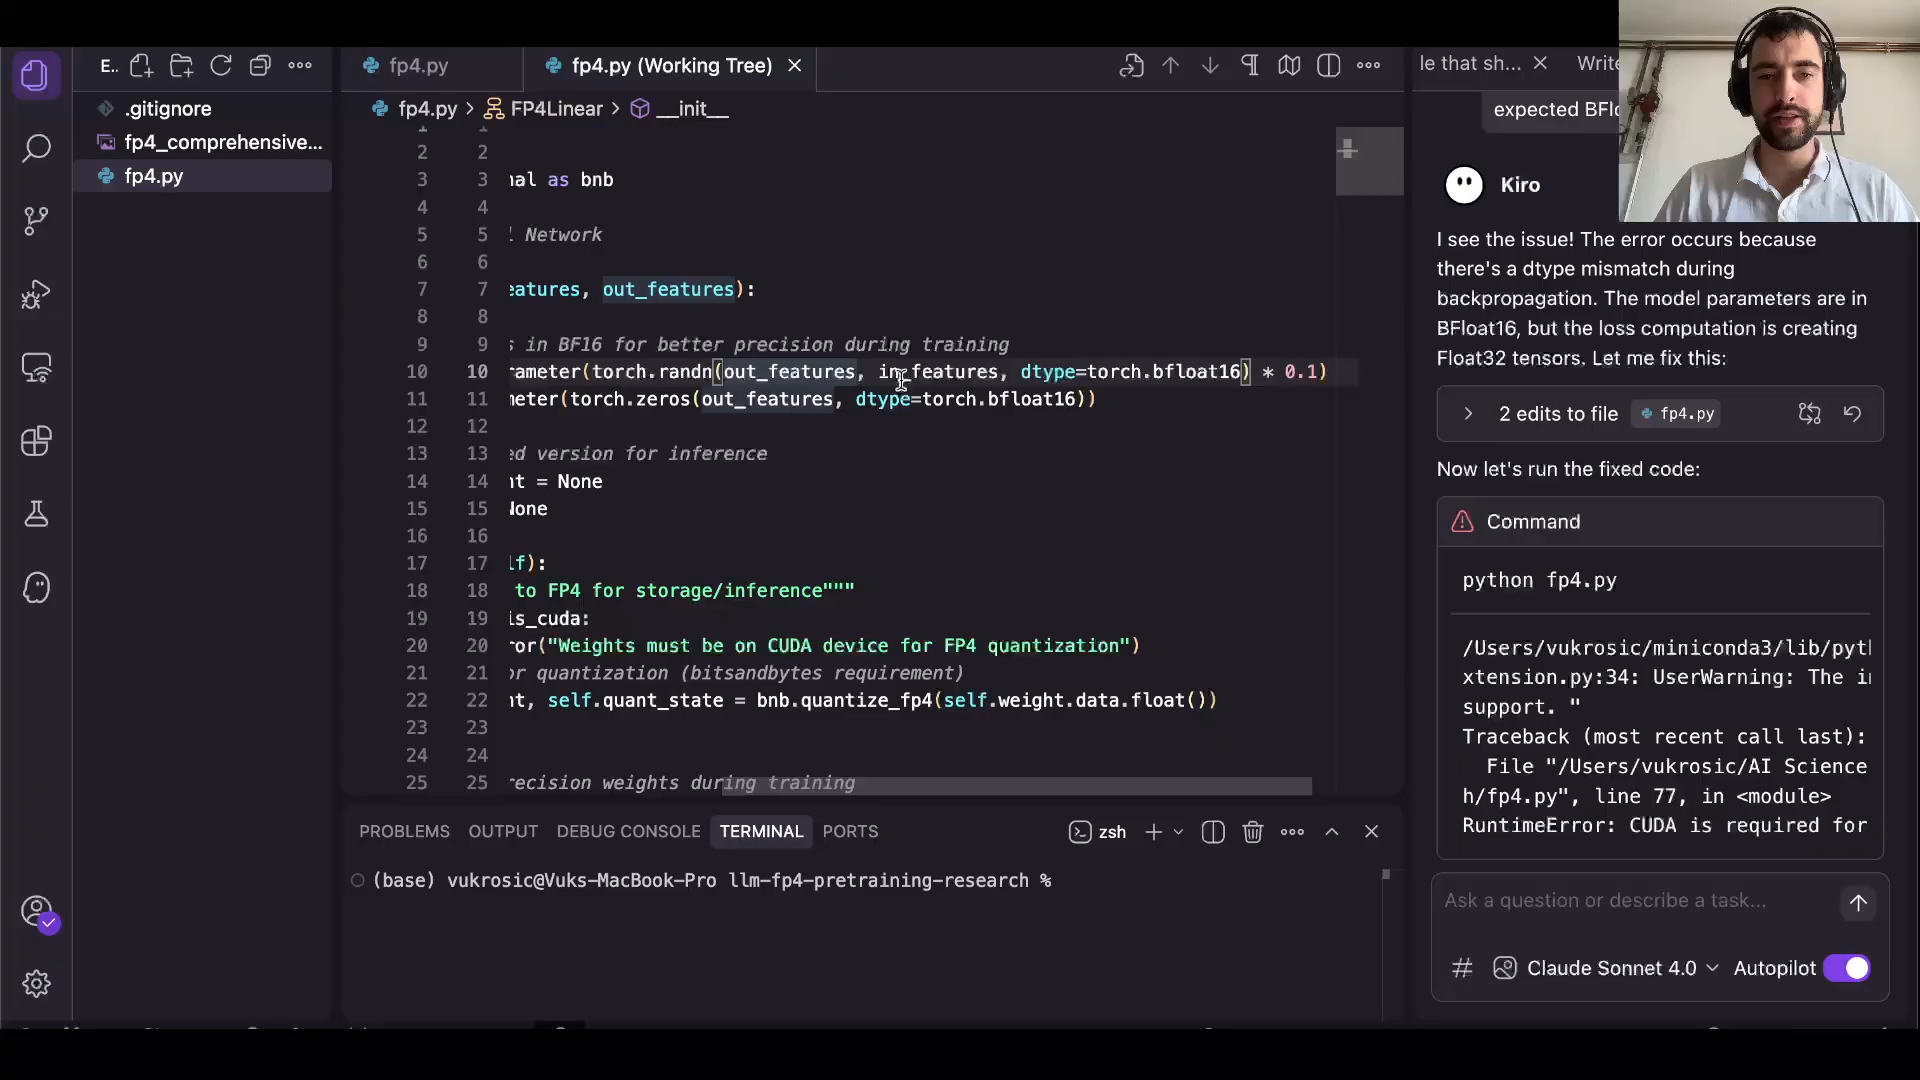 E..
.gitignore
fp4_comprehensive...
fp4.py
fp4.py
fp4.py (Working Tree)
fp4.py > FP4Linear > __init__
1 1
2 2
3 3 nal as bnb
4 4
5 5 Network
6 6
7 7 eatures, out_features):
8 8
9 9 s in BF16 for better precision during training
10 10 rameter(torch.randn(out_features, in_features, dtype=torch.bfloat16) * 0.1)
11 11 meter(torch.zeros(out_features, dtype=torch.bfloat16))
12 12
13 13 ed version for inference
14 14 nt = None
15 15 None
16 16
17 17 lf):
18 18 to FP4 for storage/inference"""
19 19 is_cuda:
20 20 ror("Weights must be on CUDA device for FP4 quantization")
21 21 or quantization (bitsandbytes requirement)
22 22 nt, self.quant_state = bnb.quantize_fp4(self.weight.data.float())
23 23
24 24
25 25 recision weights during training
PROBLEMS OUTPUT DEBUG CONSOLE TERMINAL PORTS
zsh
(base) vukrosic@Vuks-MacBook-Pro llm-fp4-pretraining-research %
le that sh... Write
expected BFlo
Kiro
I see the issue! The error occurs because
there's a dtype mismatch during
backpropagation. The model parameters are in
BFloat16, but the loss computation is creating
Float32 tensors. Let me fix this:
2 edits to file fp4.py
Now let's run the fixed code:
Command
python fp4.py
/Users/vukrosic/miniconda3/lib/pyth
xtension.py:34: UserWarning: The in
support. "
Traceback (most recent call last):
File "/Users/vukrosic/AI Science
h/fp4.py", line 77, in <module>
RuntimeError: CUDA is required for
Ask a question or describe a task...
# Claude Sonnet 4.0 Autopilot